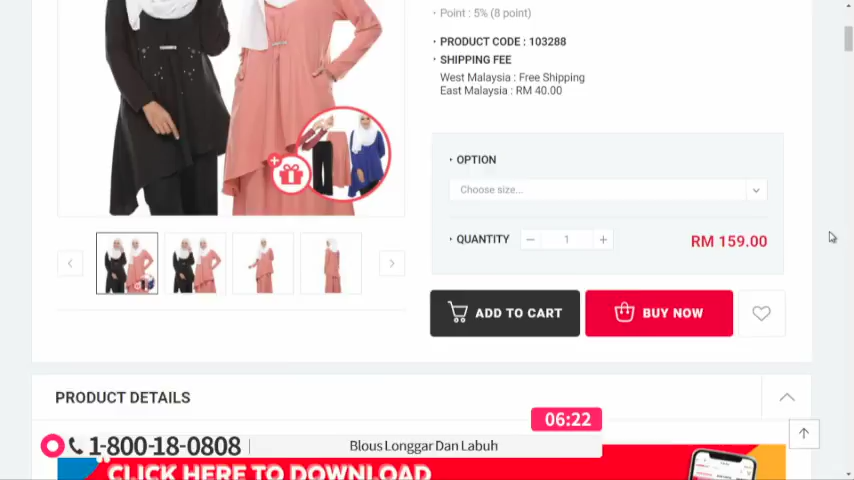 · Point : 5% (8 point)
· PRODUCT CODE : 103288
· SHIPPING FEE
West Malaysia : Free Shipping
East Malaysia : RM 40.00
· OPTION
Choose size...
· QUANTITY
1
RM 159.00
ADD TO CART
BUY NOW
PRODUCT DETAILS
06:22
1-800-18-0808
Blous Longgar Dan Labuh
CLICK HERE TO DOWNLOAD